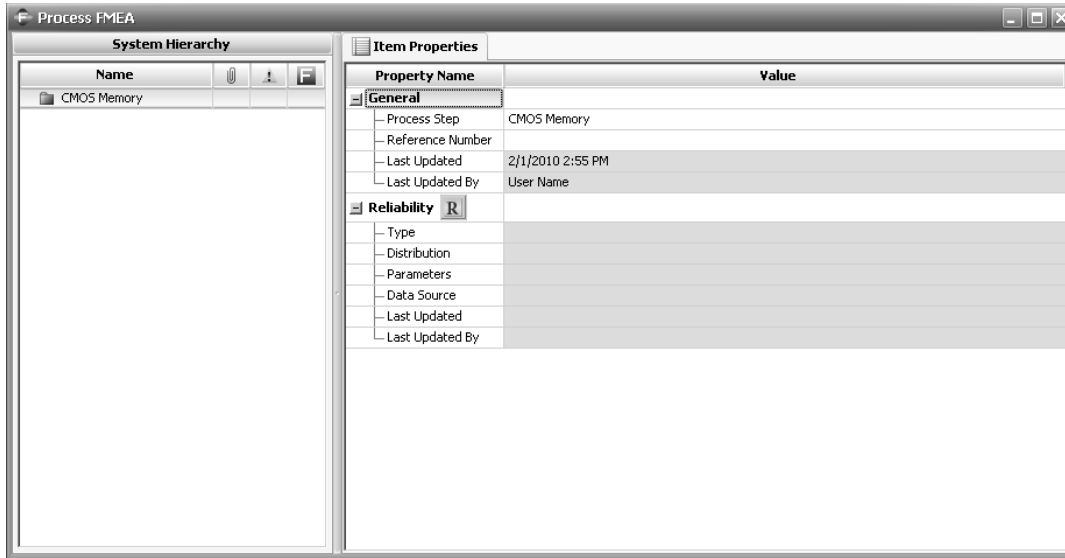 Process FMEA
System Hierarchy
Name
F
CMOS Memory
Item Properties
Property Name Value
General
Process Step CMOS Memory
Reference Number
Last Updated 2/1/2010 2:55 PM
Last Updated By User Name
Reliability R
Type
Distribution
Parameters
Data Source
Last Updated
Last Updated By